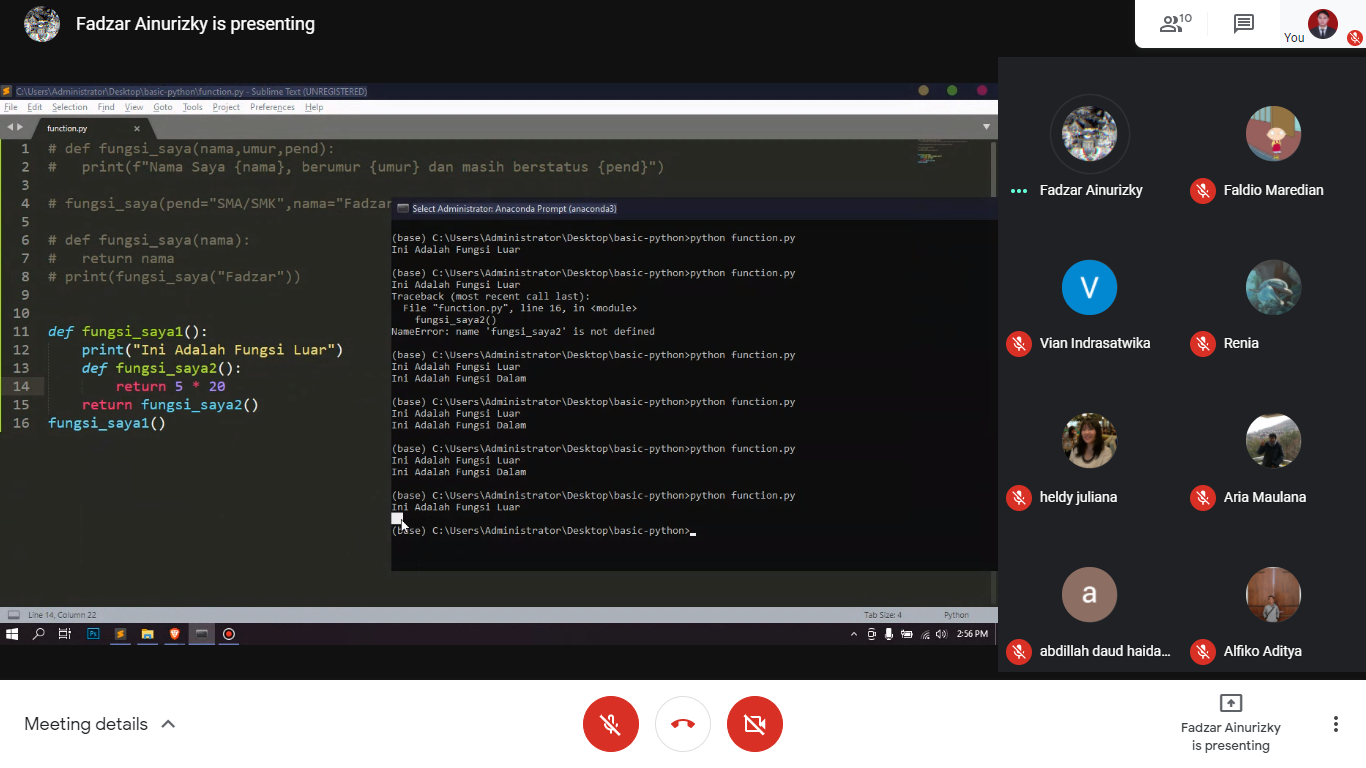 Fadzar Ainurizky is presenting
10
You
C:\Users\Administrator\Desktop\basic-python\function.py - Sublime Text (UNREGISTERED)
File Edit Selection Find View Goto Tools Project Preferences Help
function.py
1 # def fungsi_saya(nama,umur,pend):
2 #   print(f"Nama Saya {nama}, berumur {umur} dan masih berstatus {pend}")
3
4 # fungsi_saya(pend="SMA/SMK",nama="Fadzar
5
6 # def fungsi_saya(nama):
7 #   return nama
8 # print(fungsi_saya("Fadzar"))
9
10
11 def fungsi_saya1():
12     print("Ini Adalah Fungsi Luar")
13     def fungsi_saya2():
14         return 5 * 20
15     return fungsi_saya2()
16 fungsi_saya1()
Select Administrator: Anaconda Prompt (anaconda3)
(base) C:\Users\Administrator\Desktop\basic-python>python function.py
Ini Adalah Fungsi Luar
(base) C:\Users\Administrator\Desktop\basic-python>python function.py
Ini Adalah Fungsi Luar
Traceback (most recent call last):
  File "function.py", line 16, in <module>
    fungsi_saya2()
NameError: name 'fungsi_saya2' is not defined
(base) C:\Users\Administrator\Desktop\basic-python>python function.py
Ini Adalah Fungsi Luar
Ini Adalah Fungsi Dalam
(base) C:\Users\Administrator\Desktop\basic-python>python function.py
Ini Adalah Fungsi Luar
Ini Adalah Fungsi Dalam
(base) C:\Users\Administrator\Desktop\basic-python>python function.py
Ini Adalah Fungsi Luar
Ini Adalah Fungsi Dalam
(base) C:\Users\Administrator\Desktop\basic-python>python function.py
Ini Adalah Fungsi Luar
(base) C:\Users\Administrator\Desktop\basic-python>
Line 14, Column 22
Tab Size: 4
Python
Ps
2:56 PM
Fadzar Ainurizky
Faldio Maredian
V
Vian Indrasatwika
Renia
heldy juliana
Aria Maulana
a
abdillah daud haida...
Alfiko Aditya
Meeting details
Fadzar Ainurizky
is presenting